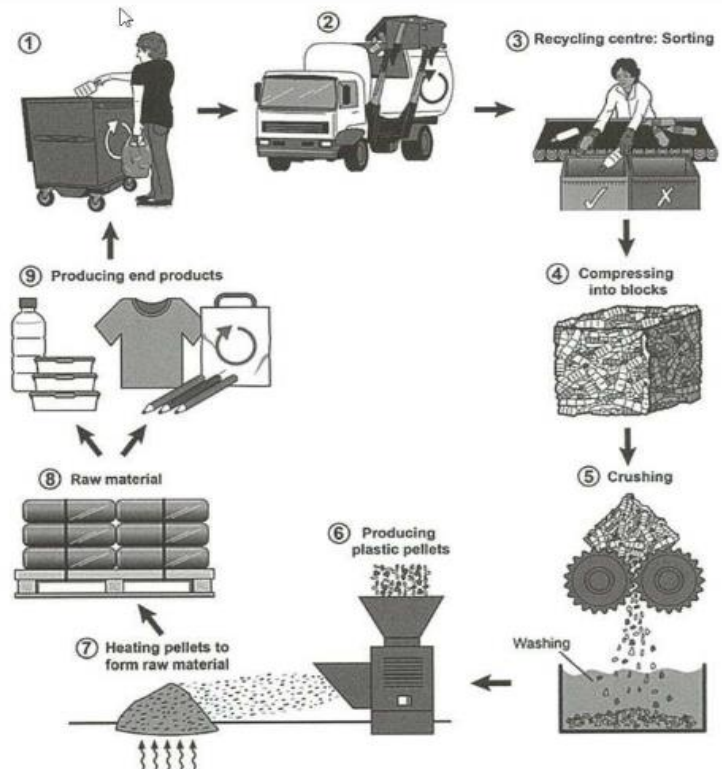 ①
②
③ Recycling centre: Sorting
④ Compressing
into blocks
⑤ Crushing
Washing
⑥ Producing
plastic pellets
⑦ Heating pellets to
form raw material
⑧ Raw material
⑨ Producing end products